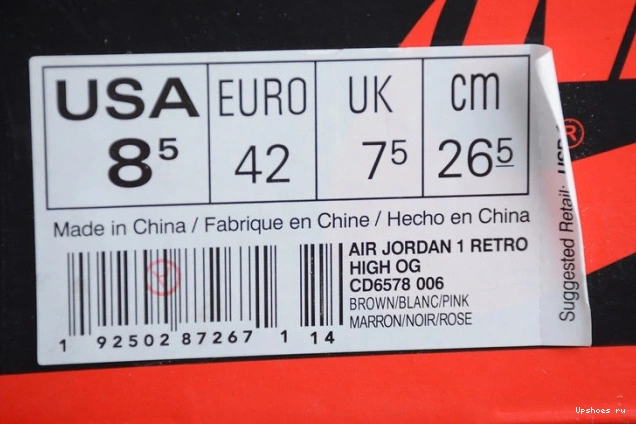 USA EURO UK cm
8⁵ 42 7⁵ 26⁵
Made in China / Fabrique en Chine / Hecho en China
AIR JORDAN 1 RETRO
HIGH OG
CD6578 006
BROWN/BLANC/PINK
MARRON/NOIR/ROSE
1 92502 87267 1 14
Suggested Retail: USD
®
Upshoes ru